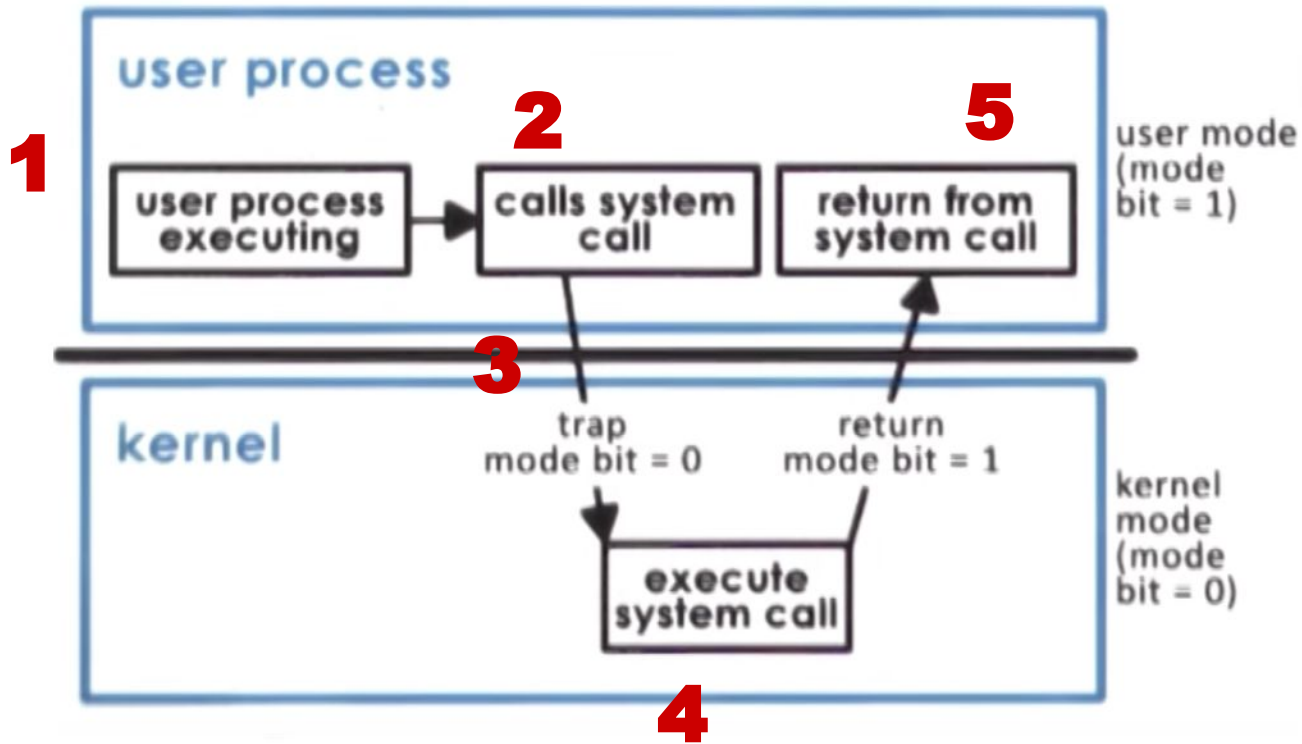 user process
1
2
5
user process
executing
calls system
call
return from
system call
user mode
(mode
bit = 1)
3
kernel
trap
mode bit = 0
return
mode bit = 1
kernel
mode
(mode
bit = 0)
execute
system call
4